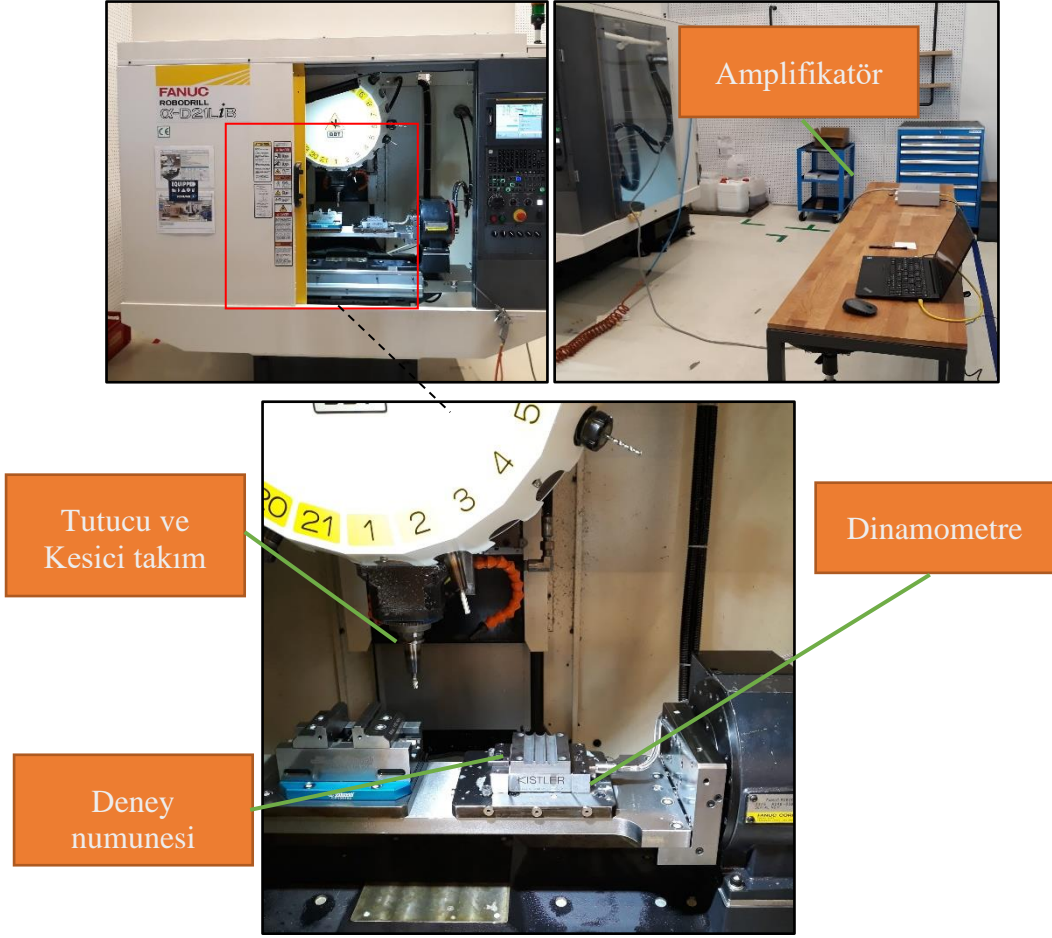 FANUC
ROBODRILL
α-D21LiB
CE
Amplifikatör
5
4
3
2
1
21
20
Tutucu ve
Kesici takım
Dinamometre
KISTLER
Deney
numunesi